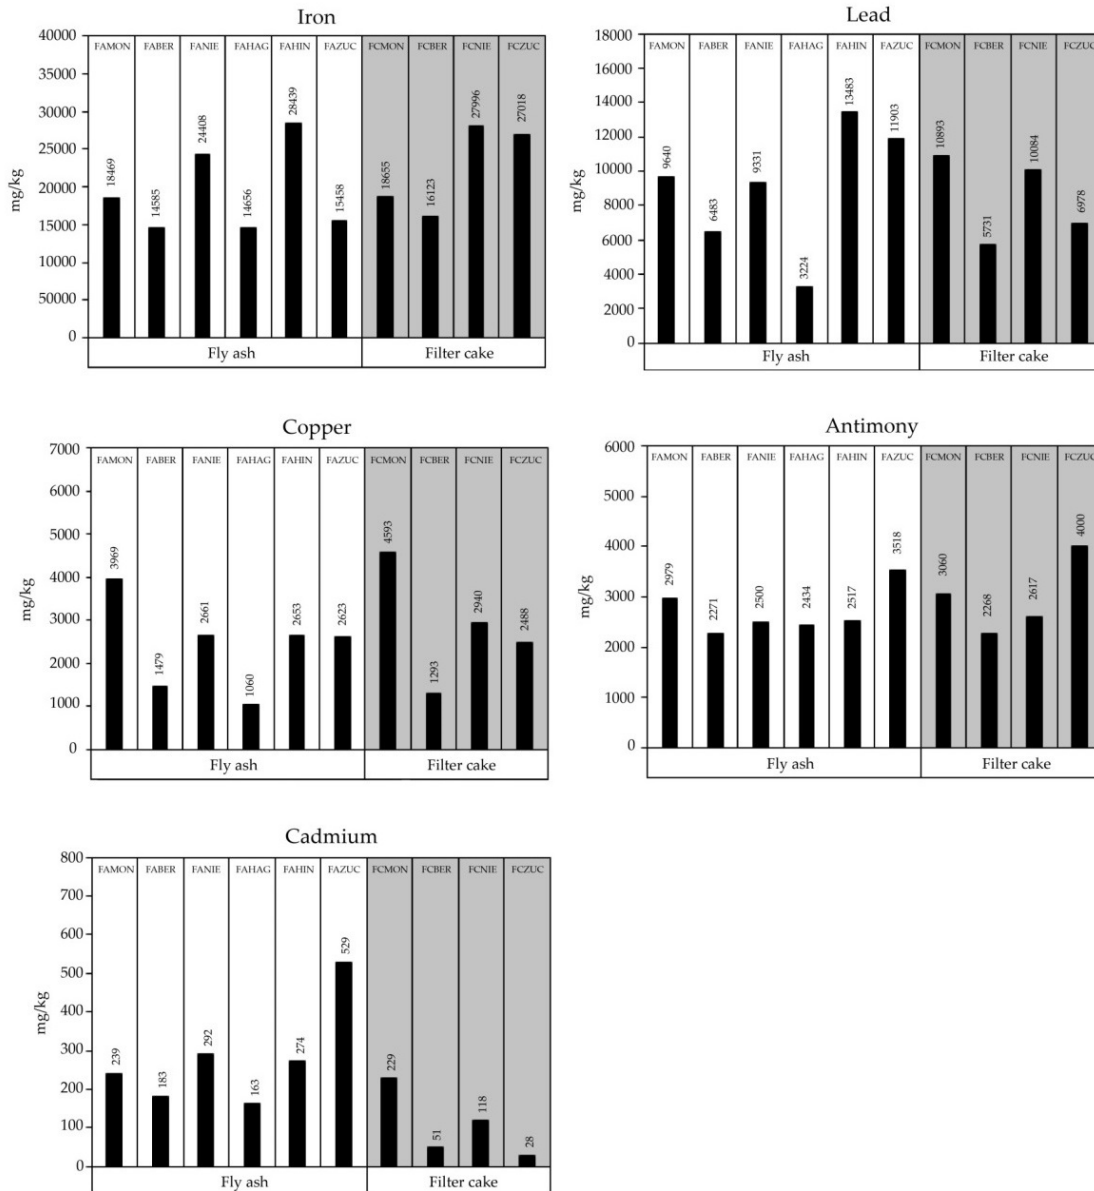 Iron
mg/kg
40000
35000
30000
25000
20000
15000
10000
50000
0
FAMON FABER FANIE FAHAG FAHIN FAZUC FCMON FCBER FCNIE FCZUC
18469 14585 24408 14656 28439 15458 18655 16123 27996 27018
Fly ash Filter cake
Lead
mg/kg
18000
16000
14000
12000
10000
8000
6000
4000
2000
0
FAMON FABER FANIE FAHAG FAHIN FAZUC FCMON FCBER FCNIE FCZUC
9640 6483 9331 3224 13483 11903 10893 5731 10084 6978
Fly ash Filter cake
Copper
mg/kg
7000
6000
5000
4000
3000
2000
1000
0
FAMON FABER FANIE FAHAG FAHIN FAZUC FCMON FCBER FCNIE FCZUC
3969 1479 2661 1060 2653 2623 4593 1293 2940 2488
Fly ash Filter cake
Antimony
mg/kg
6000
5000
4000
3000
2000
1000
0
FAMON FABER FANIE FAHAG FAHIN FAZUC FCMON FCBER FCNIE FCZUC
2979 2271 2500 2434 2517 3518 3060 2268 2617 4000
Fly ash Filter cake
Cadmium
mg/kg
800
700
600
500
400
300
200
100
0
FAMON FABER FANIE FAHAG FAHIN FAZUC FCMON FCBER FCNIE FCZUC
239 183 292 163 274 529 229 51 118 28
Fly ash Filter cake